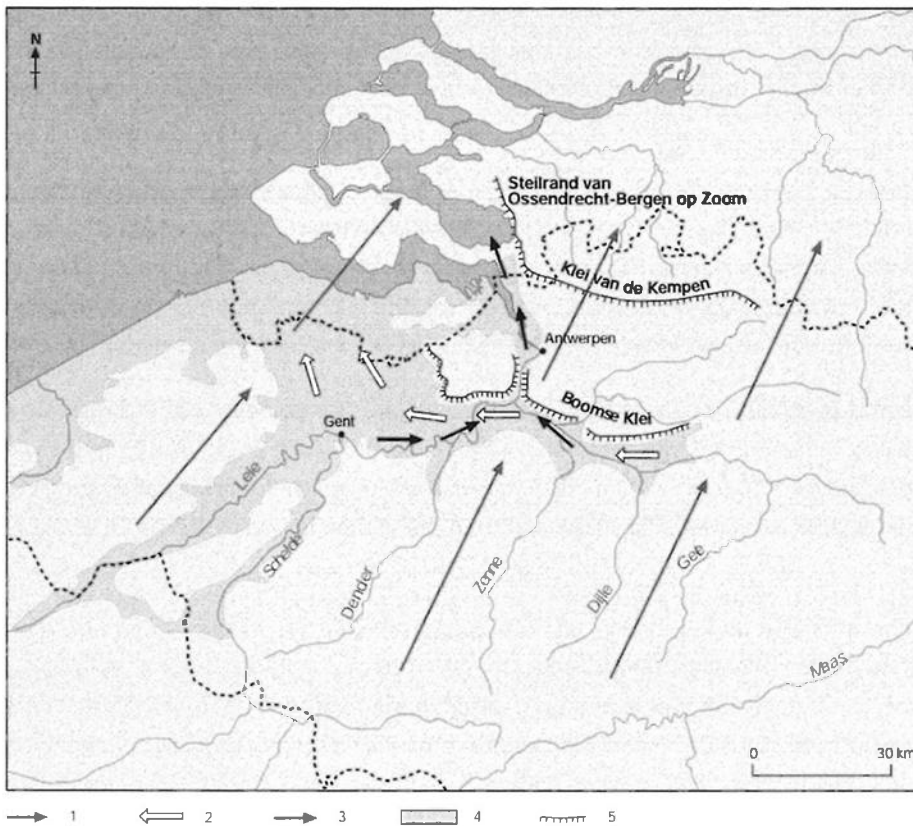 N
Steilrand van
Ossendrecht-Bergen op Zoom
Klei van de Kempen
Antwerpen
Boomse Klei
Gent
Leie
Schelde
Dender
Zenne
Dijle
Gee
Maas
0 30 km
1 2 3 4 5